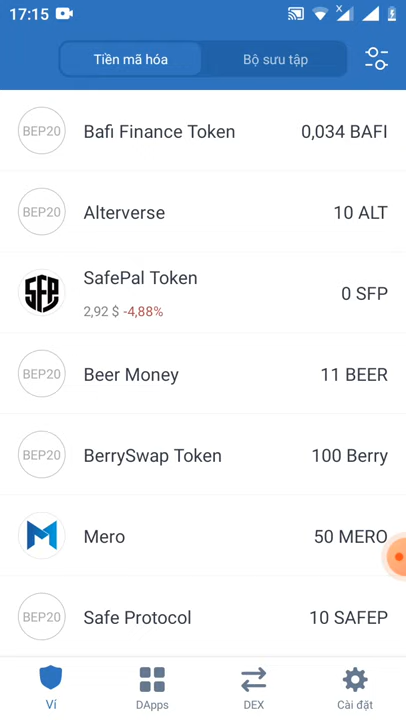 17:15
Tiền mã hóa
Bộ sưu tập
BEP20
Bafi Finance Token
0,034 BAFI
BEP20
Alterverse
10 ALT
SFP
SafePal Token
2,92 $ -4,88%
0 SFP
BEP20
Beer Money
11 BEER
BEP20
BerrySwap Token
100 Berry
Mero
50 MERO
BEP20
Safe Protocol
10 SAFEP
Ví
DApps
DEX
Cài đặt